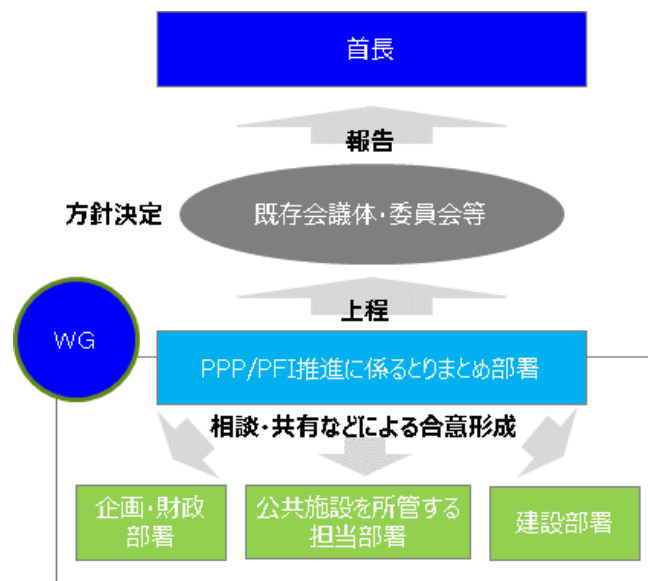 首長
報告
方針決定
既存会議体・委員会等
上程
WG
PPP/PFI推進に係るとりまとめ部署
相談・共有などによる合意形成
企画・財政
部署
公共施設を所管する
担当部署
建設部署